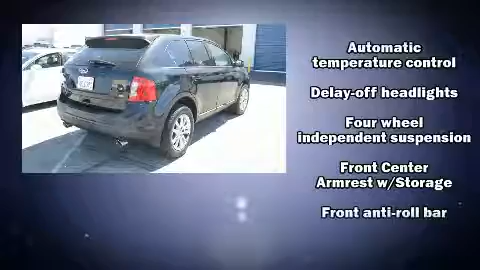 Automatic
temperature control
Delay-off headlights
Four wheel
independent suspension
Front Center
Armrest w/Storage
Front anti-roll bar